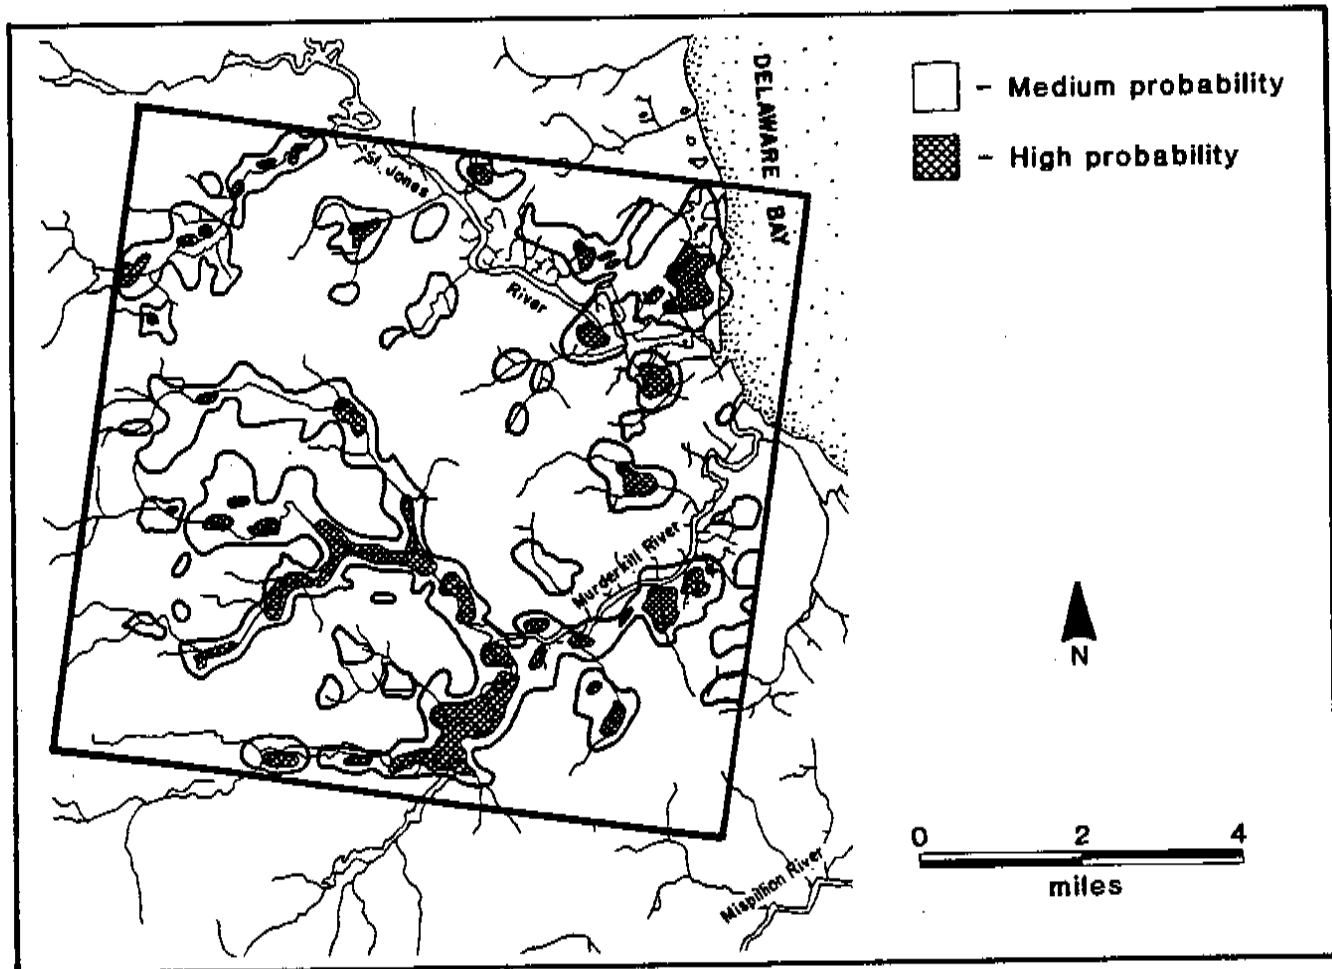 DELAWARE
BAY
- Medium probability
- High probability
St. Jones
River
Murderkill River
N
0 2 4
miles
Mispillion River